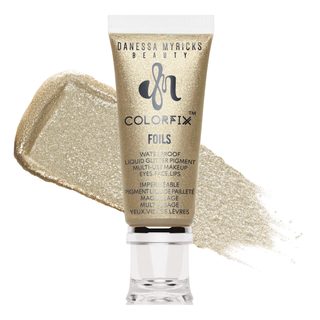 DANESSA MYRICKS
BEAUTY
COLORFIX™
FOILS
WATERPROOF
LIQUID GLITTER PIGMENT
MULTI-USE MAKEUP
EYES.FACE.LIPS
IMPERMÉABLE
PIGMENT LIQUIDE PAILLETÉ
MAQUILLAGE
MULTI-USAGE
YEUX.VISAGE.LÈVRES